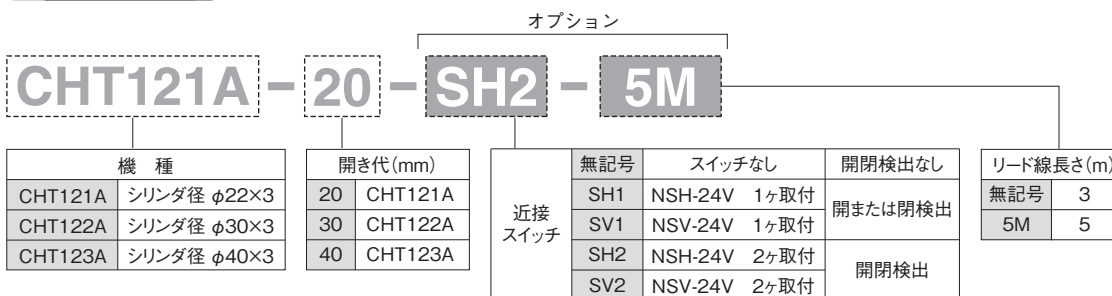 オプション
CHT121A - 20 - SH2 - 5M
機 種
CHT121A シリンダ径 φ22×3
CHT122A シリンダ径 φ30×3
CHT123A シリンダ径 φ40×3
開き代(mm)
20 CHT121A
30 CHT122A
40 CHT123A
近接
スイッチ
無記号 スイッチなし 開閉検出なし
SH1 NSH-24V 1ヶ取付
SV1 NSV-24V 1ヶ取付
開または閉検出
SH2 NSH-24V 2ヶ取付
SV2 NSV-24V 2ヶ取付
開閉検出
リード線長さ(m)
無記号 3
5M 5